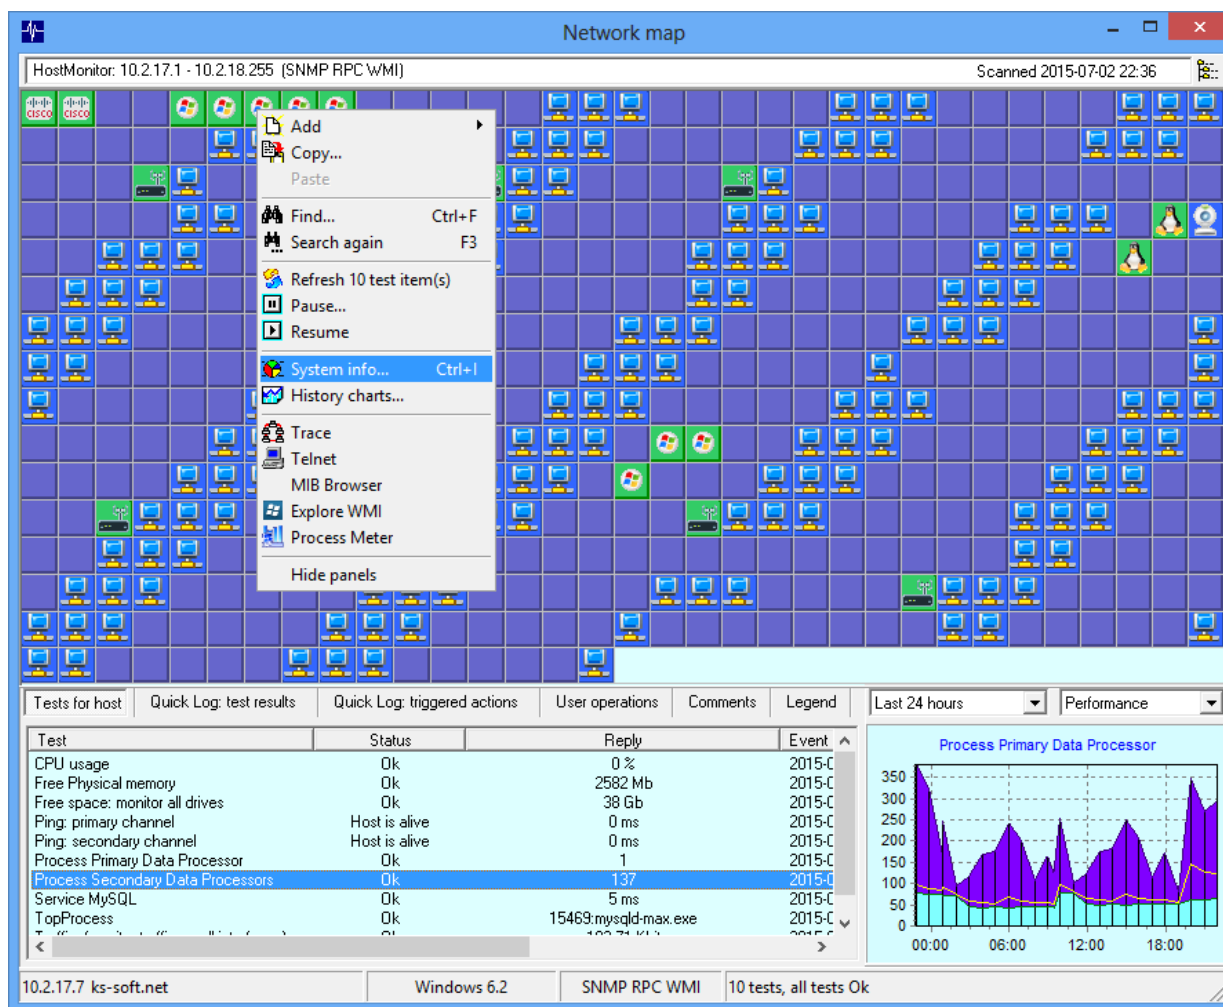 Network map
HostMonitor: 10.2.17.1 - 10.2.18.255 (SNMP RPC WMI) Scanned 2015-07-02 22:36
CISCO CISCO
Add
Copy...
Paste
Find... Ctrl+F
Search again F3
Refresh 10 test item(s)
Pause...
Resume
System info... Ctrl+I
History charts...
Trace
Telnet
MIB Browser
Explore WMI
Process Meter
Hide panels
Tests for host Quick Log: test results Quick Log: triggered actions User operations Comments Legend Last 24 hours Performance
Test Status Reply Event
CPU usage Ok 0 % 2015-0
Free Physical memory Ok 2582 Mb 2015-0
Free space: monitor all drives Ok 38 Gb 2015-0
Ping: primary channel Host is alive 0 ms 2015-0
Ping: secondary channel Host is alive 0 ms 2015-0
Process Primary Data Processor Ok 1 2015-0
Process Secondary Data Processors Ok 137 2015-0
Service MySQL Ok 5 ms 2015-0
TopProcess Ok 15469:mysqld-max.exe 2015-0
Process Primary Data Processor
350
300
250
200
150
100
50
0
00:00 06:00 12:00 18:00
10.2.17.7 ks-soft.net Windows 6.2 SNMP RPC WMI 10 tests, all tests Ok